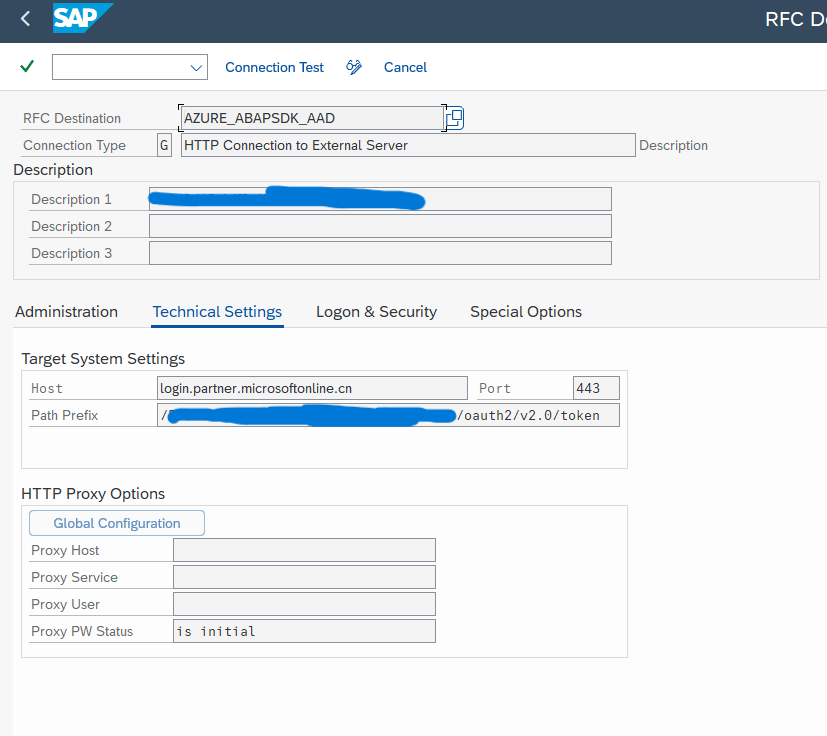 SAP RFC D
Connection Test Cancel
RFC Destination AZURE_ABAPSDK_AAD
Connection Type G HTTP Connection to External Server Description
Description
Description 1
Description 2
Description 3
Administration Technical Settings Logon & Security Special Options
Target System Settings
Host login.partner.microsoftonline.cn Port 443
Path Prefix / /oauth2/v2.0/token
HTTP Proxy Options
Global Configuration
Proxy Host
Proxy Service
Proxy User
Proxy PW Status is initial